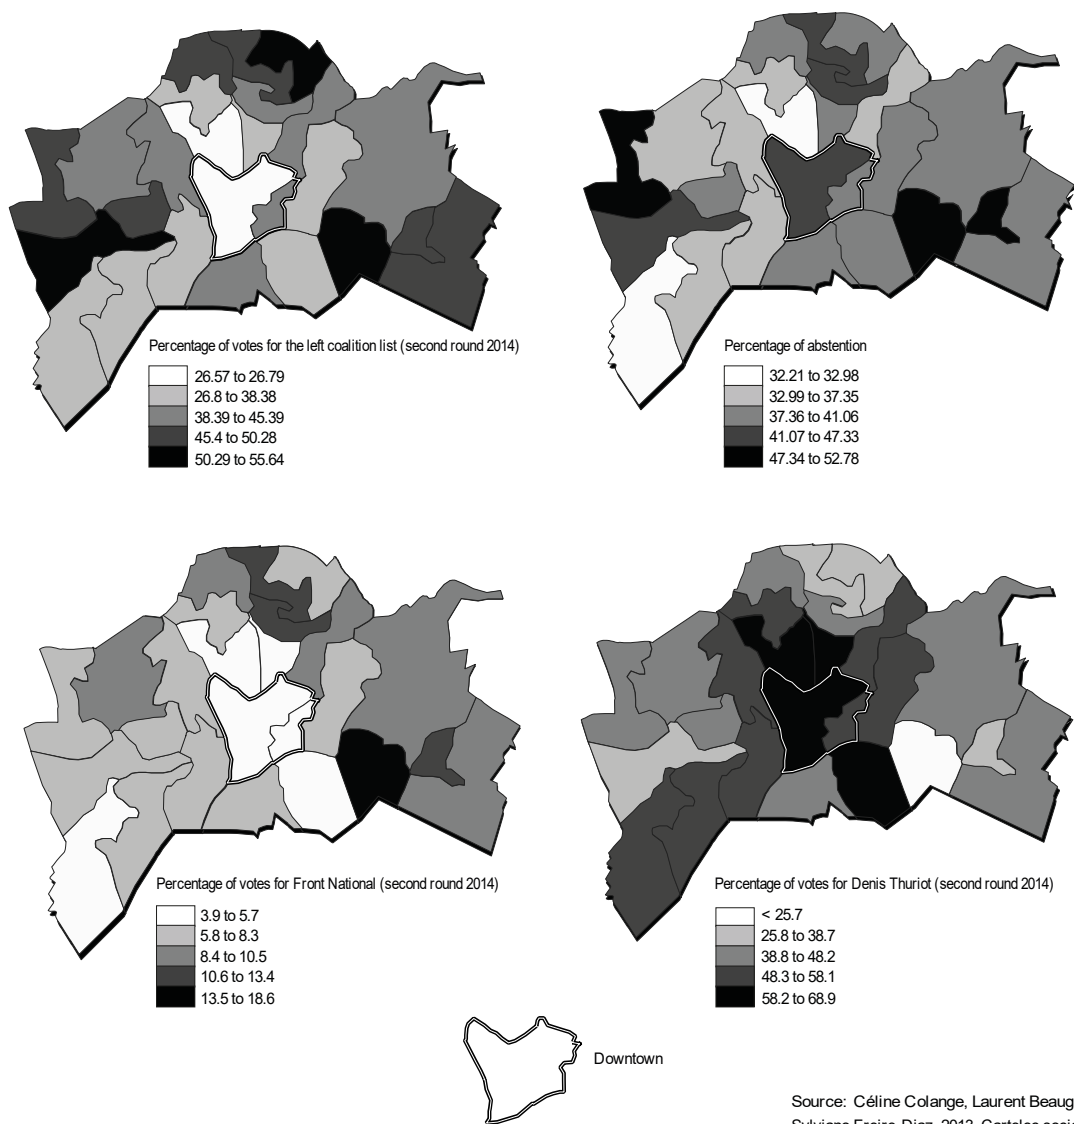 Percentage of votes for the left coalition list (second round 2014)
26.57 to 26.79
26.8 to 38.38
38.39 to 45.39
45.4 to 50.28
50.29 to 55.64
Percentage of abstention
32.21 to 32.98
32.99 to 37.35
37.36 to 41.06
41.07 to 47.33
47.34 to 52.78
Percentage of votes for Front National (second round 2014)
3.9 to 5.7
5.8 to 8.3
8.4 to 10.5
10.6 to 13.4
13.5 to 18.6
Percentage of votes for Denis Thuriot (second round 2014)
< 25.7
25.8 to 38.7
38.8 to 48.2
48.3 to 58.1
58.2 to 68.9
Downtown
Source: Céline Colange, Laurent Beaug